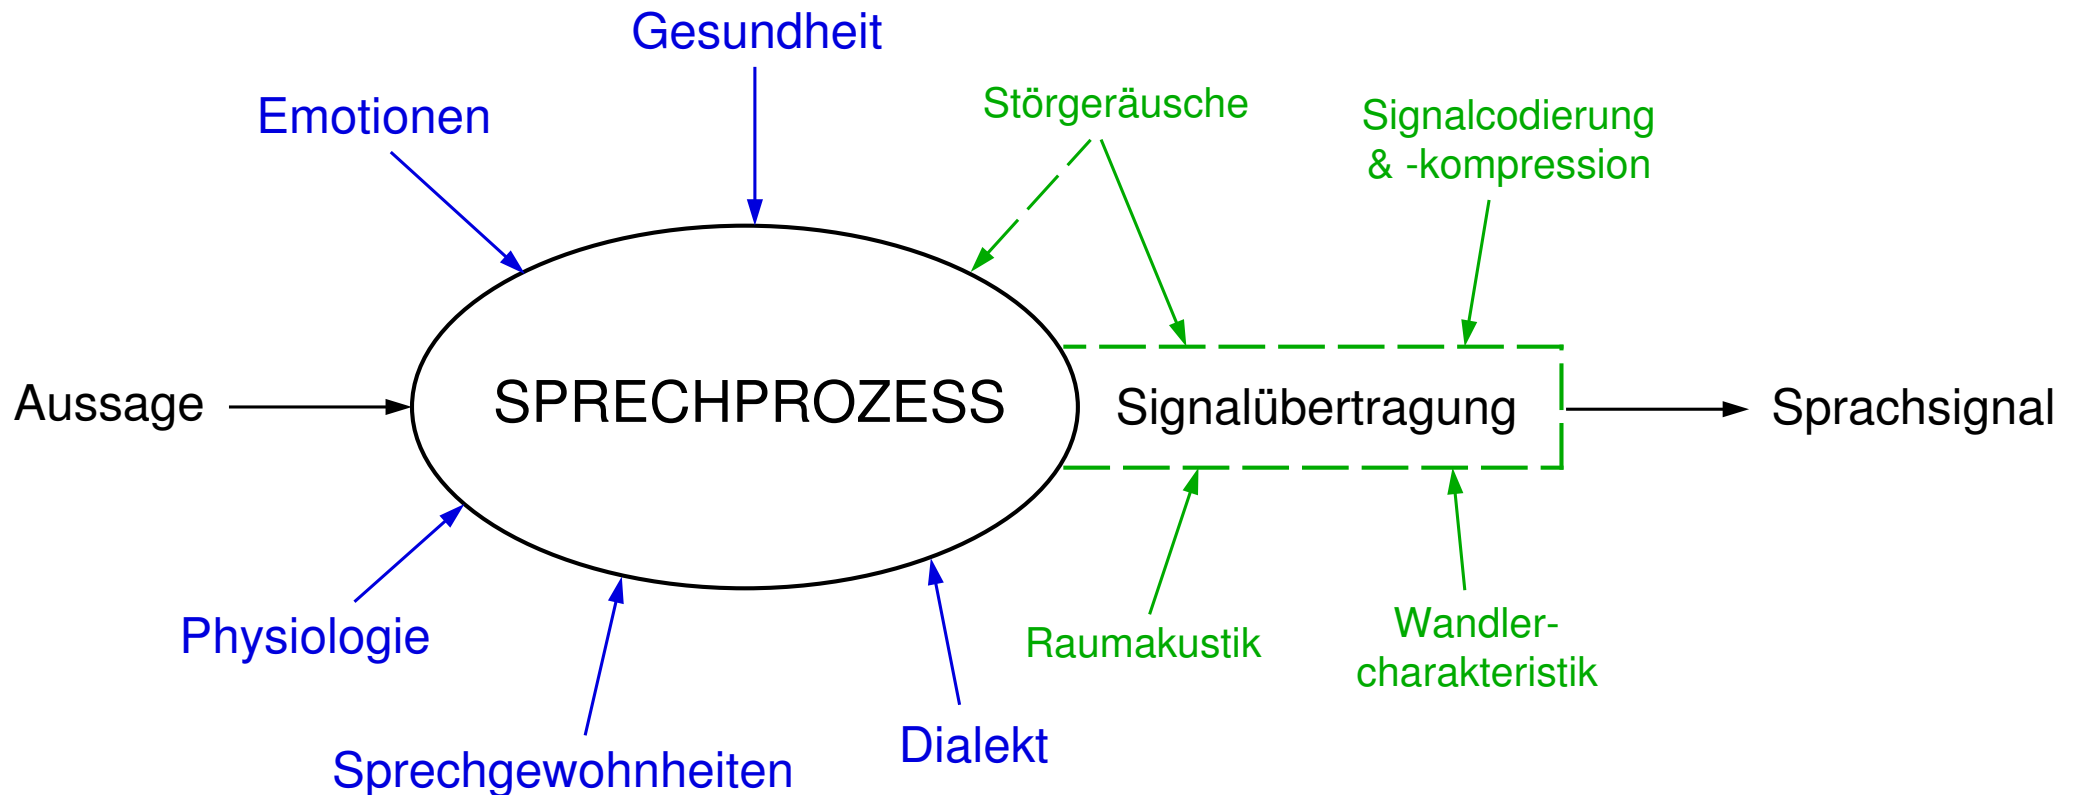 Gesundheit
Emotionen
Störgeräusche
Signalcodierung
& -kompression
Aussage
SPRECHPROZESS
Signalübertragung
Sprachsignal
Physiologie
Raumakustik
Wandler-
charakteristik
Sprechgewohnheiten
Dialekt